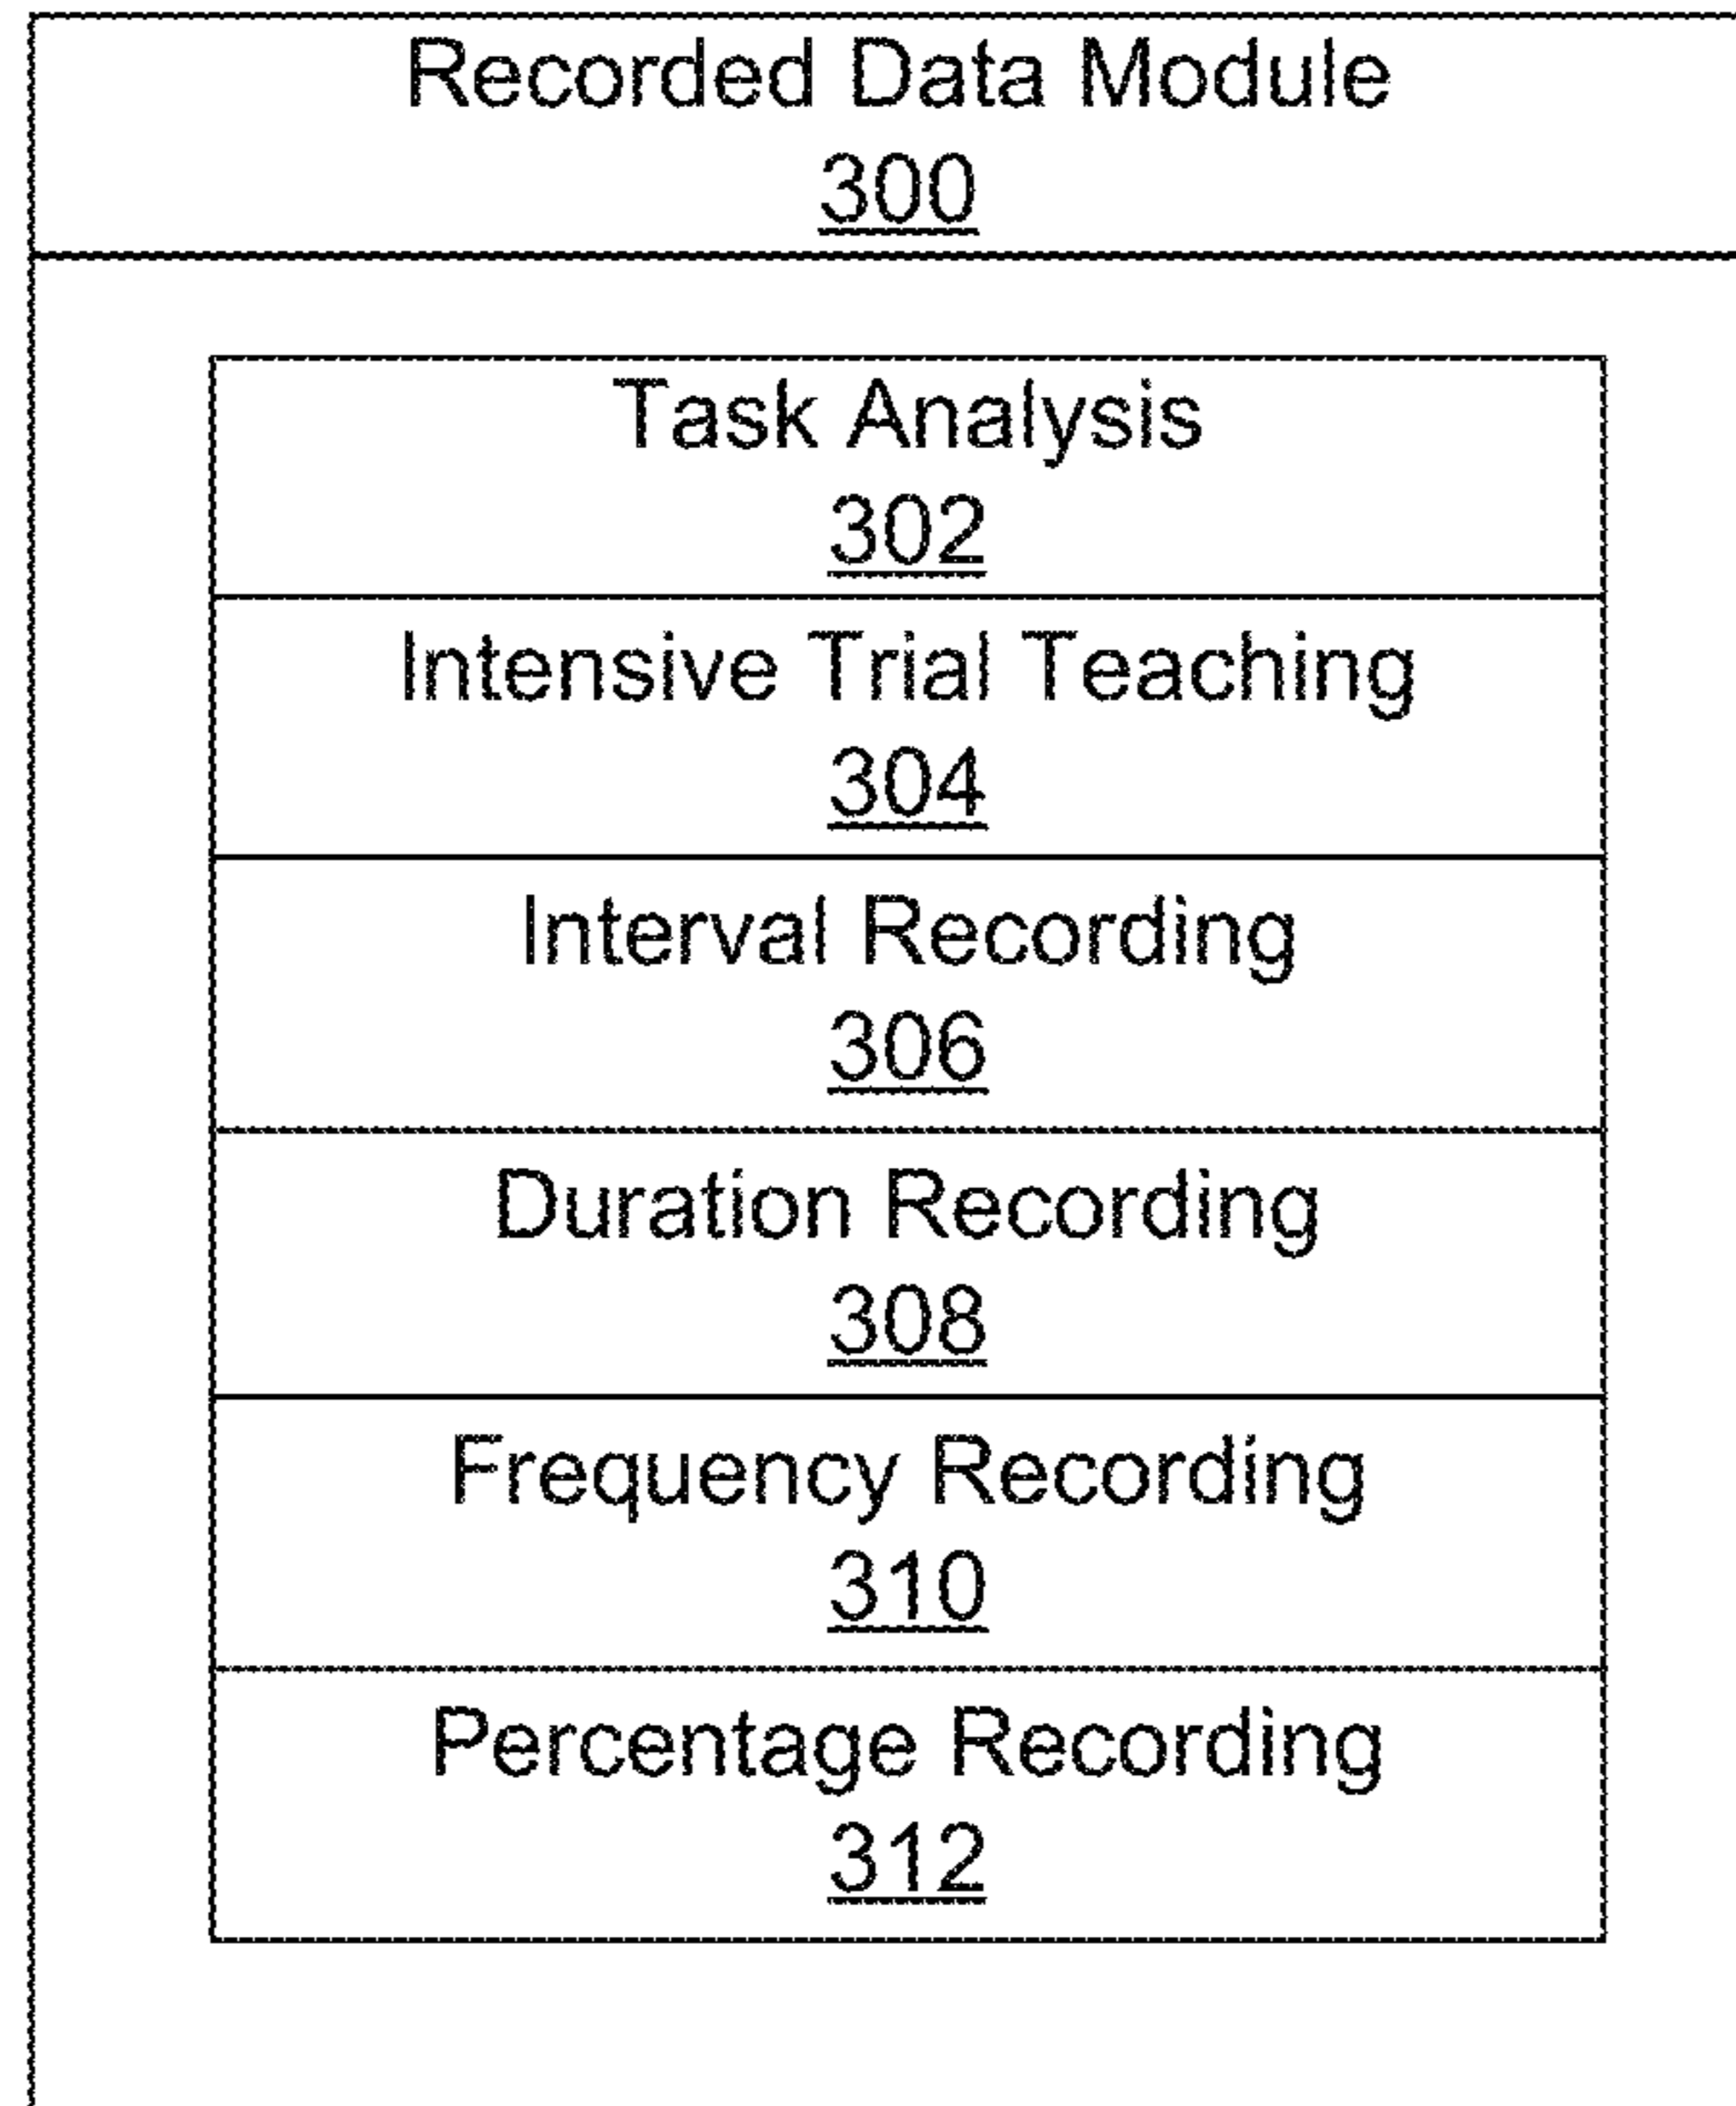 Recorded Data Module
300
Task Analysis
302
Intensive Trial Teaching
304
Interval Recording
306
Duration Recording
308
Frequency Recording
310
Percentage Recording
312